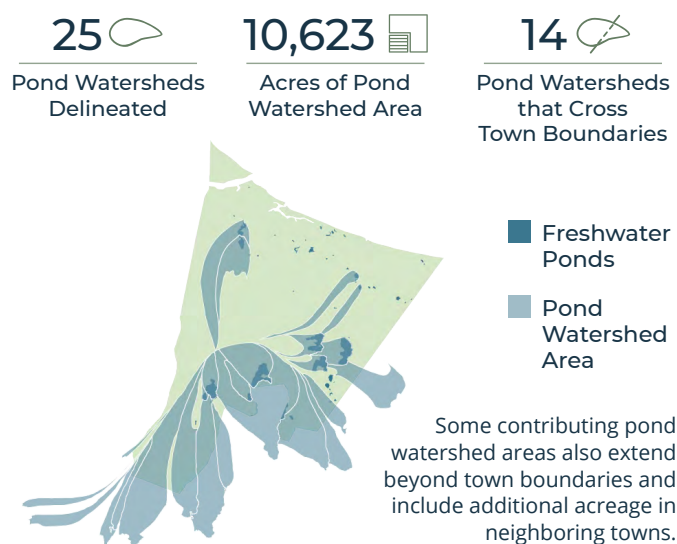 25
Pond Watersheds
Delineated
10,623
Acres of Pond
Watershed Area
14
Pond Watersheds
that Cross
Town Boundaries
Freshwater
Ponds
Pond
Watershed
Area
Some contributing pond
watershed areas also extend
beyond town boundaries and
include additional acreage in
neighboring towns.